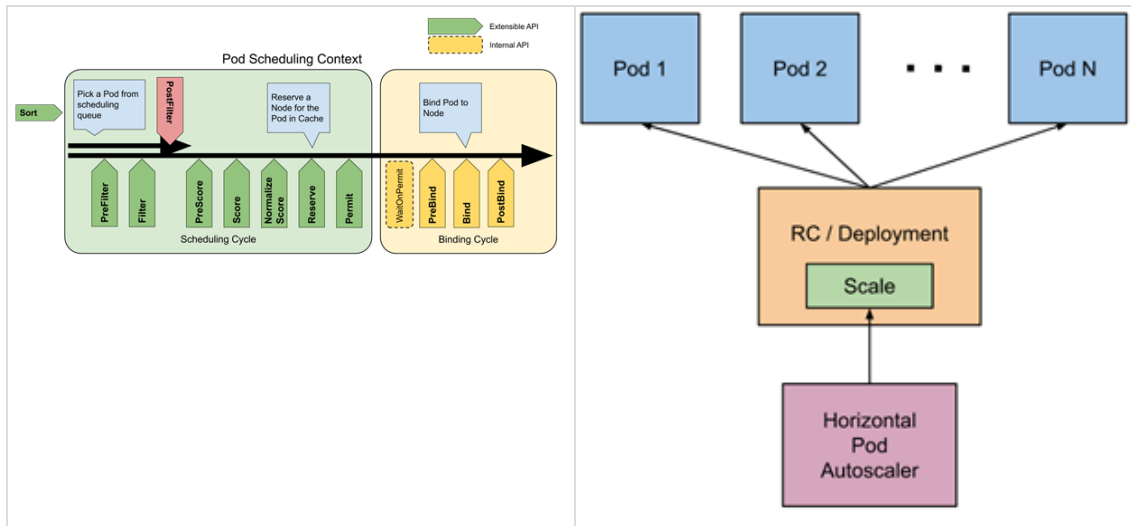 Extensible API
Internal API
Pod Scheduling Context
Pick a Pod from
scheduling
queue
PostFilter
Reserve a
Node for the
Pod in Cache
Bind Pod to
Node
Sort
PreFilter
Filter
PreScore
Score
Normalize
Score
Reserve
Permit
WaitOnPermit
PreBind
Bind
PostBind
Scheduling Cycle
Binding Cycle
Pod 1
Pod 2
Pod N
RC / Deployment
Scale
Horizontal
Pod
Autoscaler